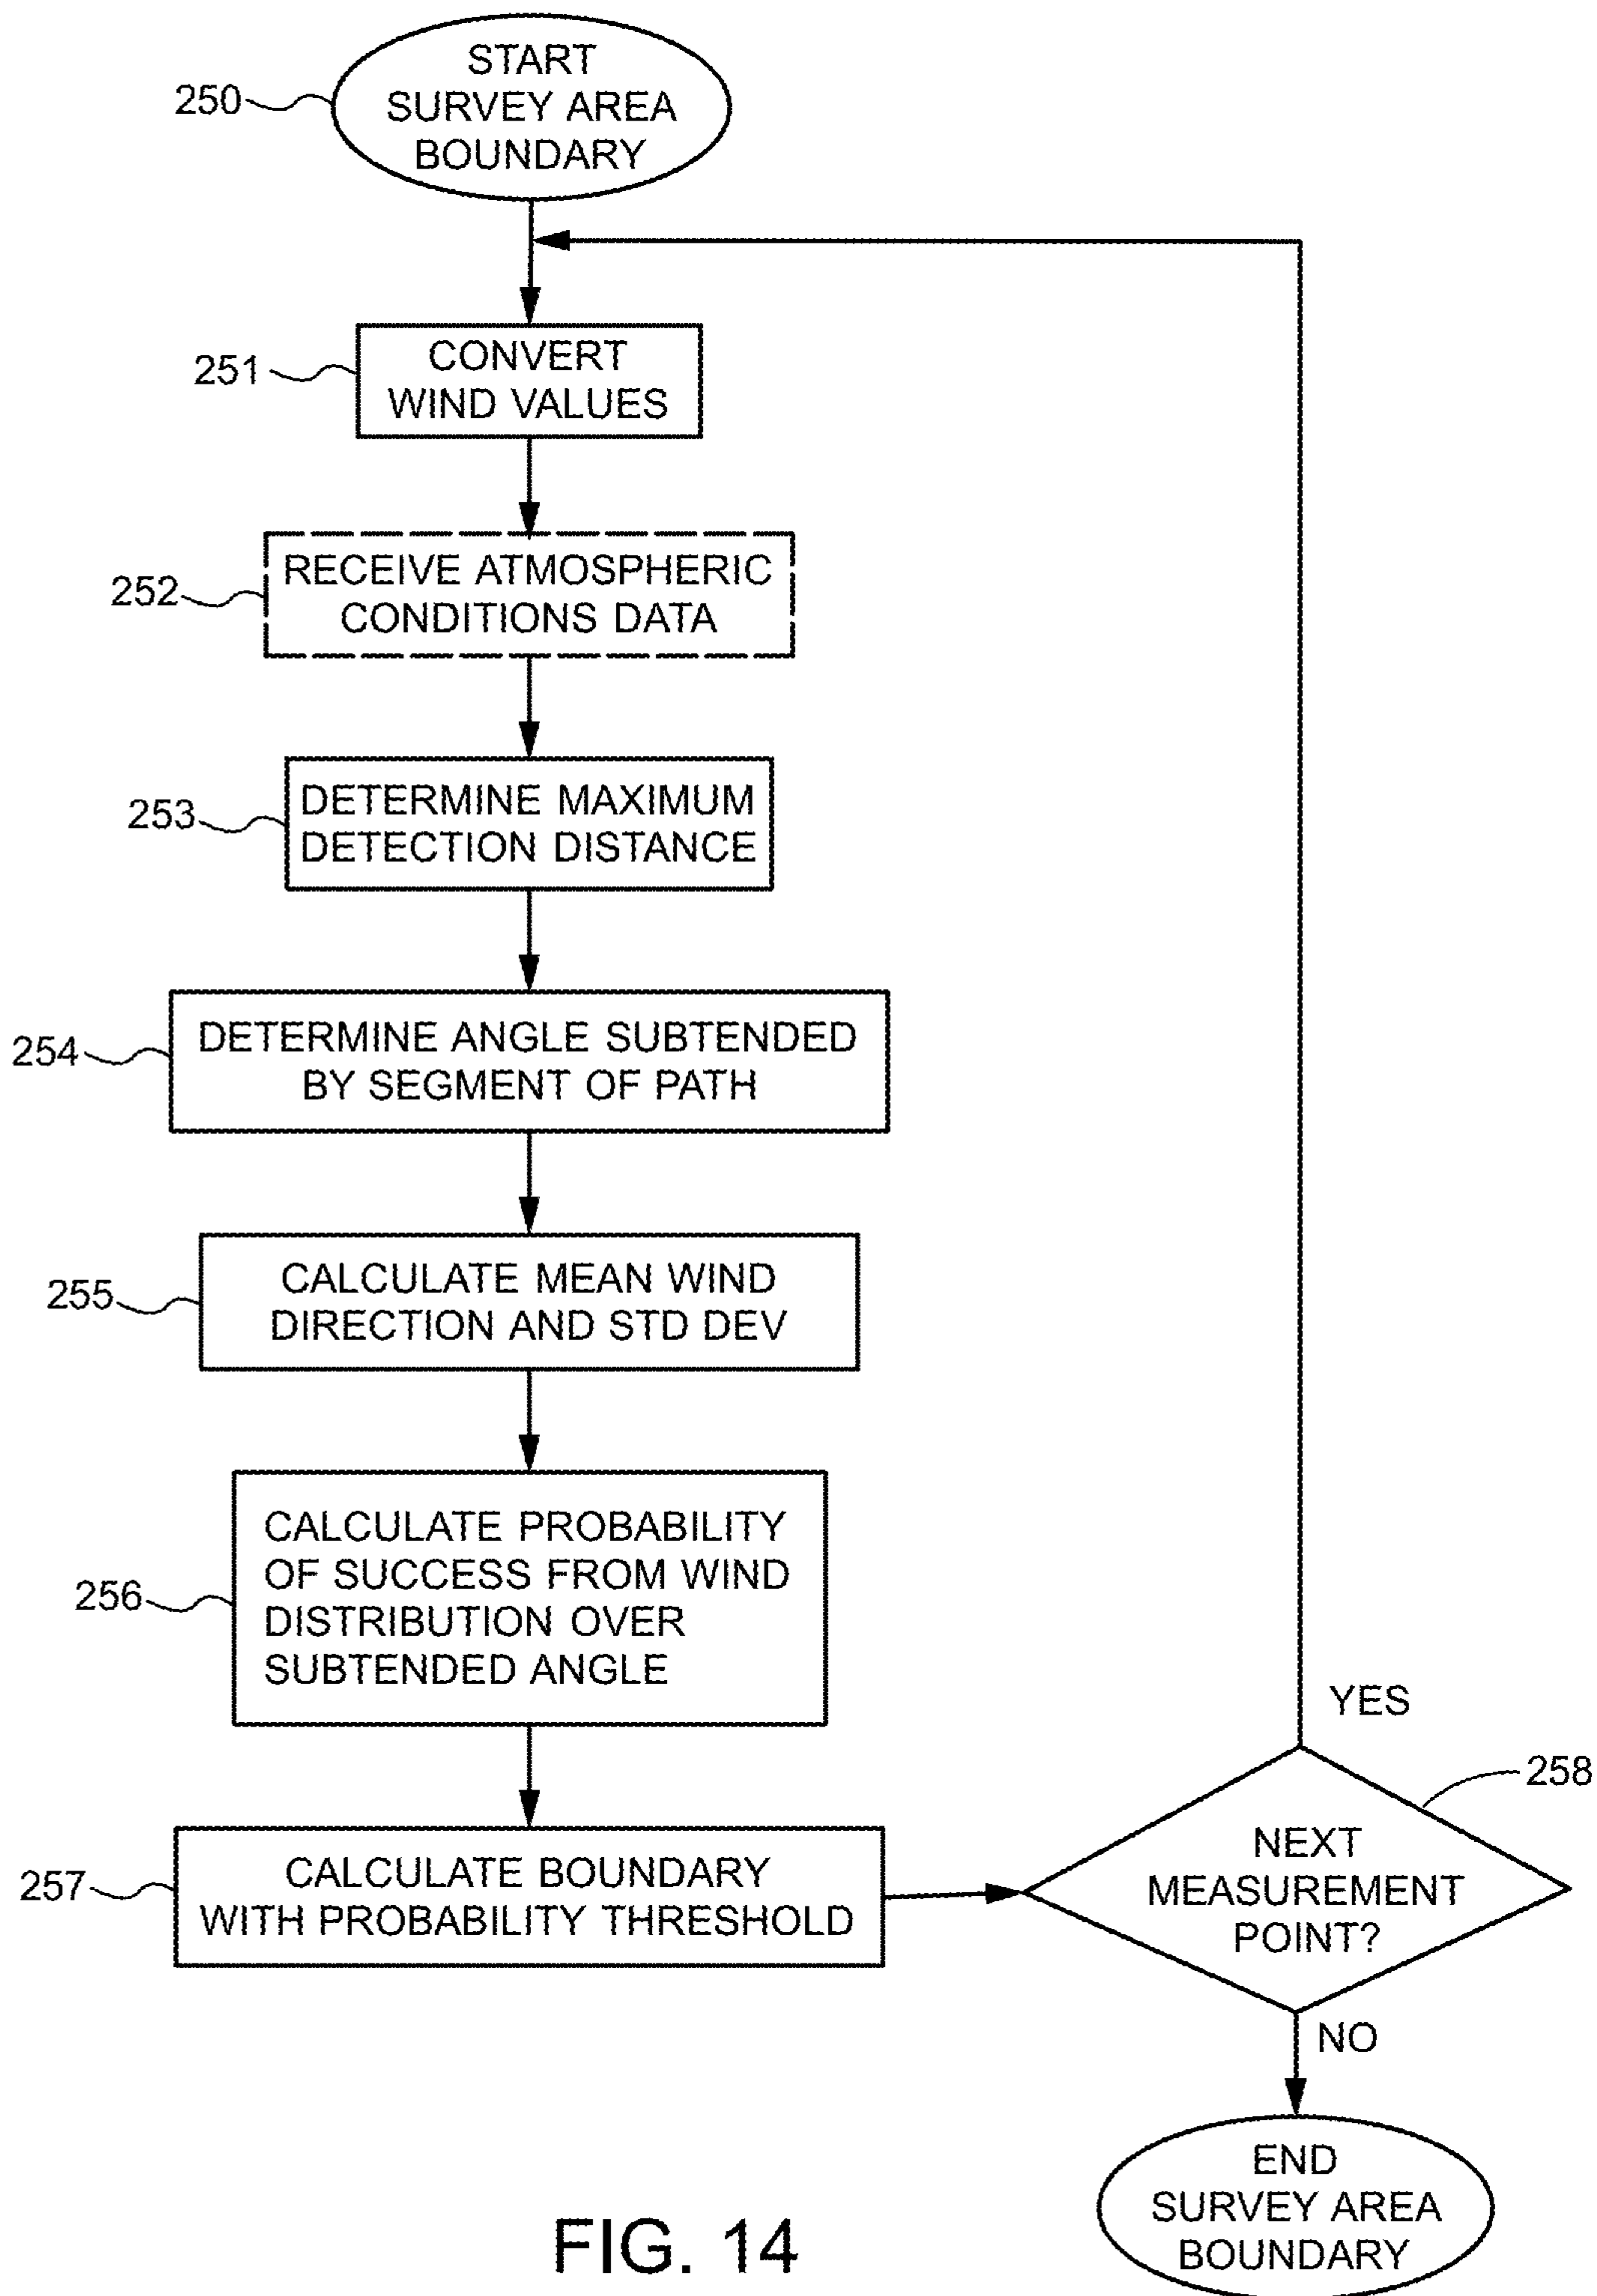 START
SURVEY AREA
BOUNDARY
250
CONVERT
WIND VALUES
251
RECEIVE ATMOSPHERIC
CONDITIONS DATA
252
DETERMINE MAXIMUM
DETECTION DISTANCE
253
DETERMINE ANGLE SUBTENDED
BY SEGMENT OF PATH
254
CALCULATE MEAN WIND
DIRECTION AND STD DEV
255
CALCULATE PROBABILITY
OF SUCCESS FROM WIND
DISTRIBUTION OVER
SUBTENDED ANGLE
256
CALCULATE BOUNDARY
WITH PROBABILITY THRESHOLD
257
YES
258
NEXT
MEASUREMENT
POINT?
NO
END
SURVEY AREA
BOUNDARY
FIG. 14